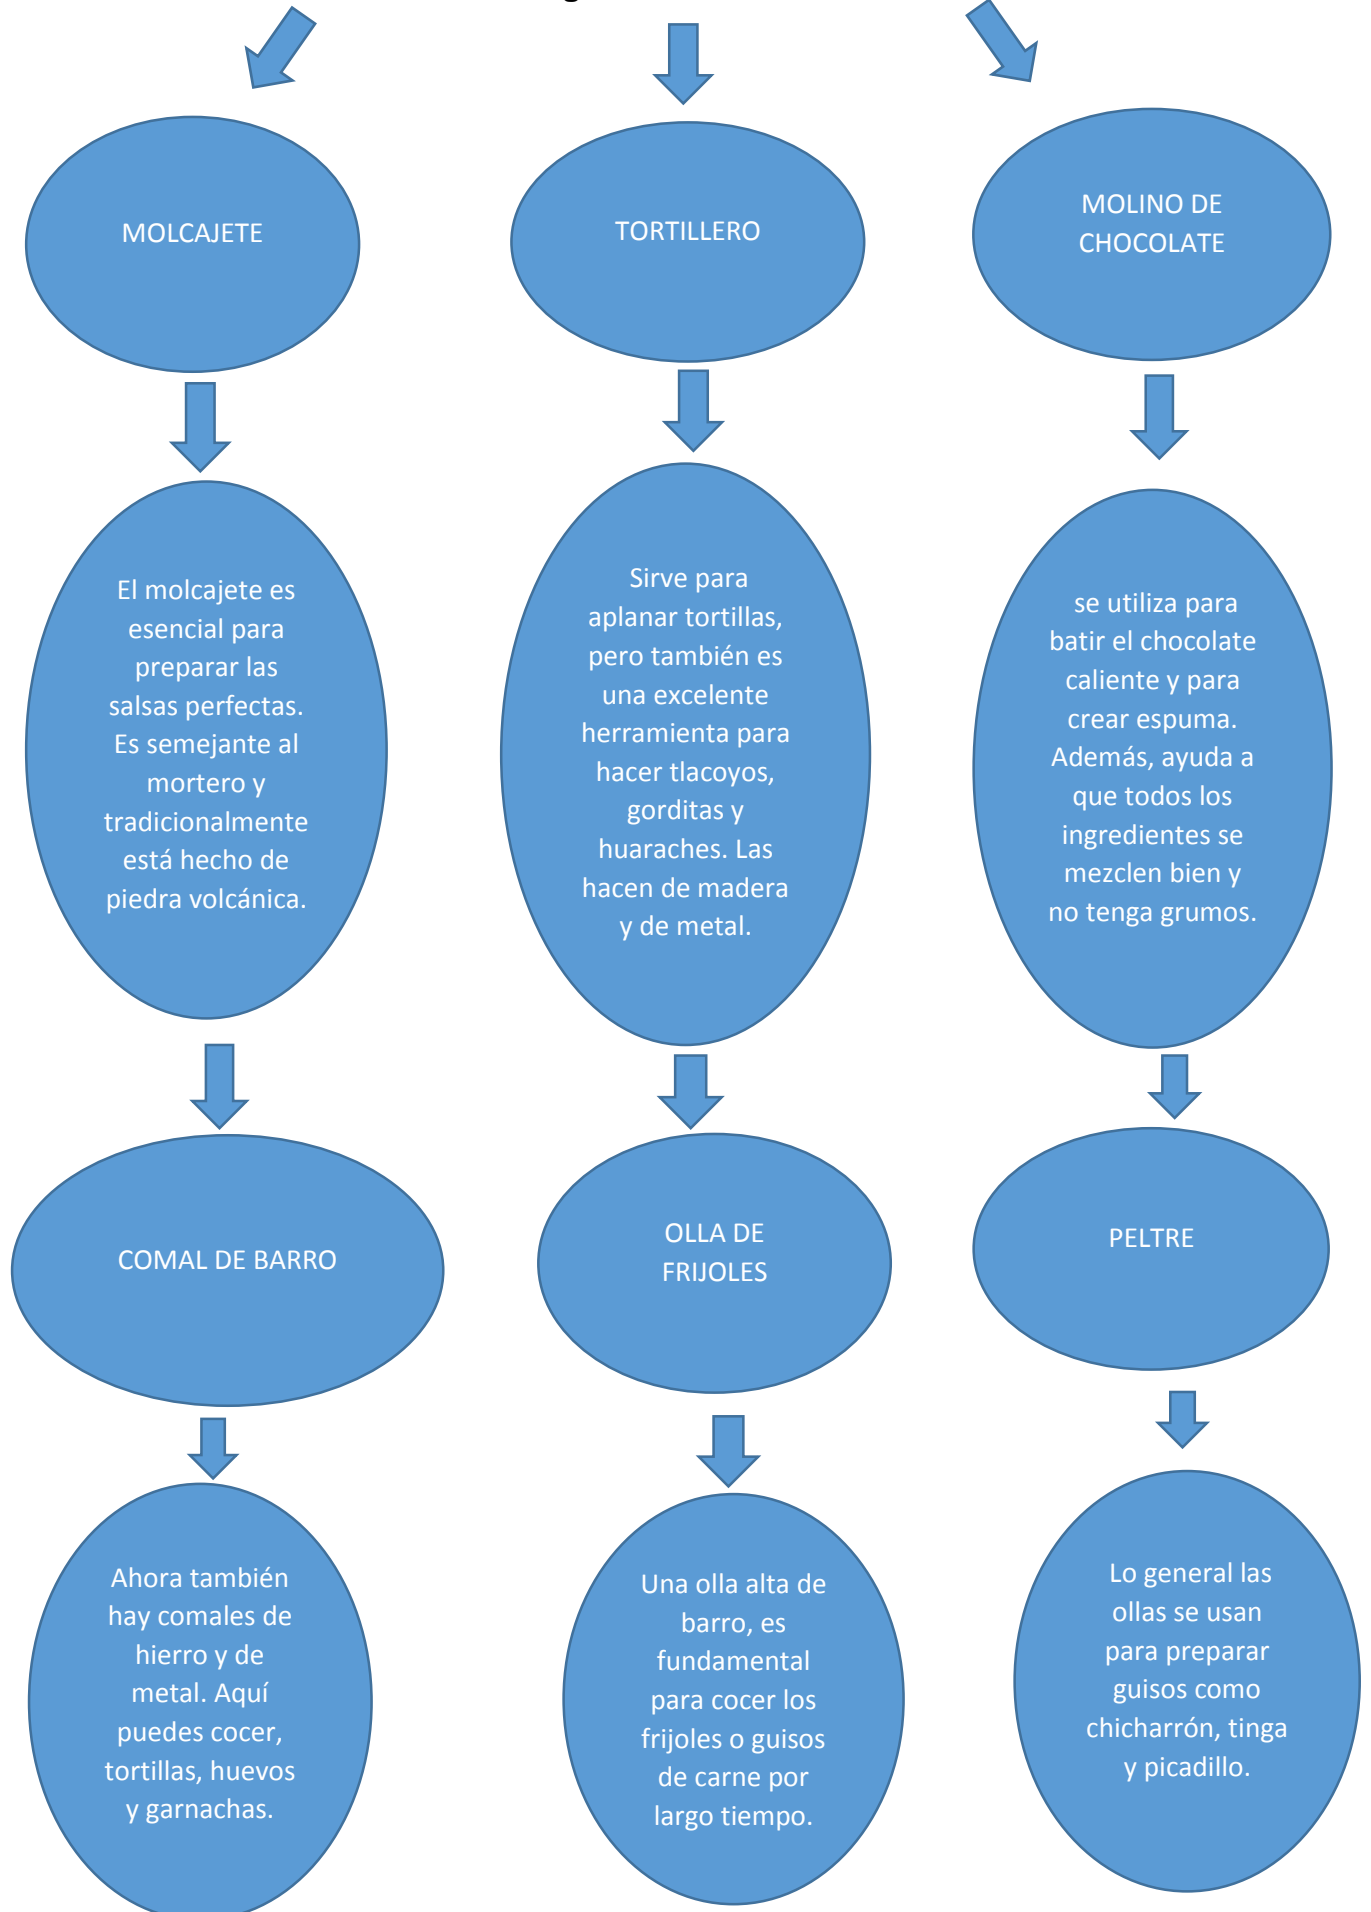 MOLCAJETE
TORTILLERO
MOLINO DE
CHOCOLATE
El molcajete es
esencial para
preparar las
salsas perfectas.
Es semejante al
mortero y
tradicionalmente
está hecho de
piedra volcánica.
Sirve para
aplanar tortillas,
pero también es
una excelente
herramienta para
hacer tlacoyos,
gorditas y
huaraches. Las
hacen de madera
y de metal.
se utiliza para
batir el chocolate
caliente y para
crear espuma.
Además, ayuda a
que todos los
ingredientes se
mezclen bien y
no tenga grumos.
COMAL DE BARRO
OLLA DE
FRIJOLES
PELTRE
Ahora también
hay comales de
hierro y de
metal. Aquí
puedes cocer,
tortillas, huevos
y garnachas.
Una olla alta de
barro, es
fundamental
para cocer los
frijoles o guisos
de carne por
largo tiempo.
Lo general las
ollas se usan
para preparar
guisos como
chicharrón, tinga
y picadillo.